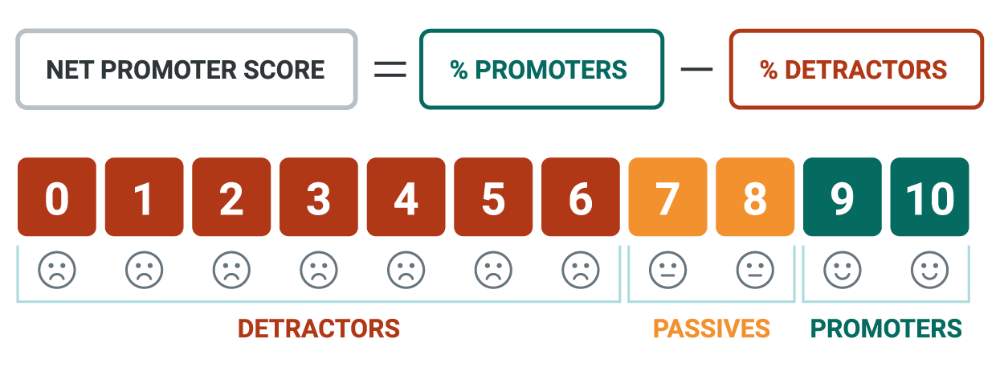 NET PROMOTER SCORE = % PROMOTERS — % DETRACTORS
0 1 2 3 4 5 6 7 8 9 10
DETRACTORS PASSIVES PROMOTERS